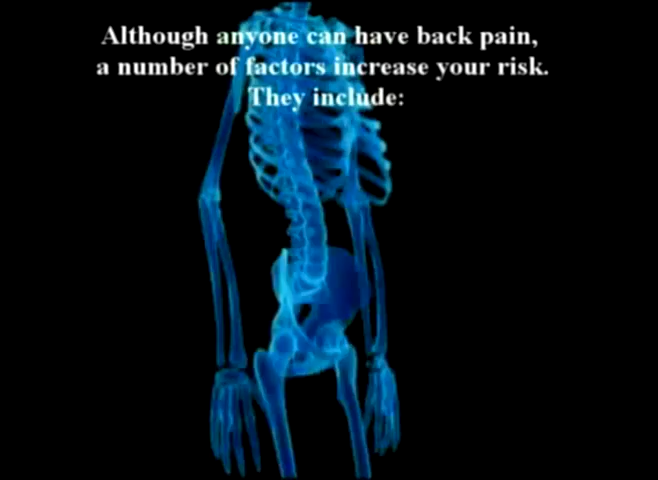 Although anyone can have back pain,
a number of factors increase your risk.
They include: